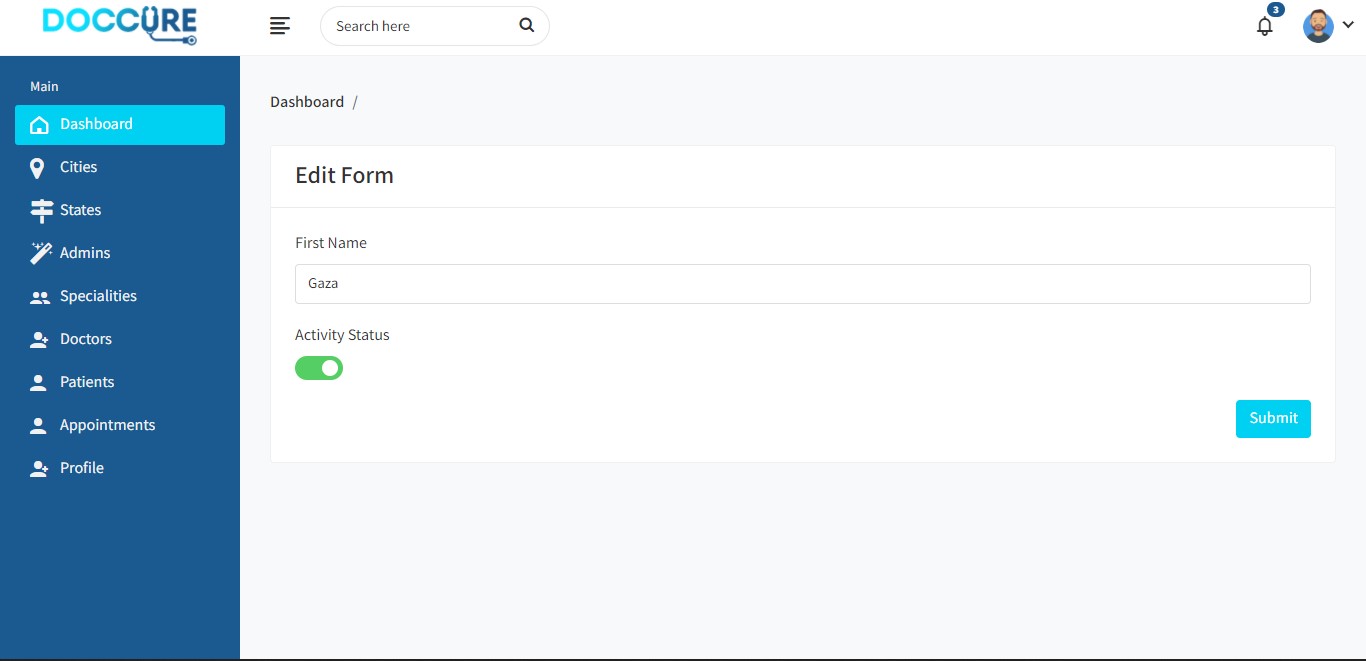 DOCCURE
Search here
3
Main
Dashboard
Cities
States
Admins
Specialities
Doctors
Patients
Appointments
Profile
Dashboard /
Edit Form
First Name
Gaza
Activity Status
Submit